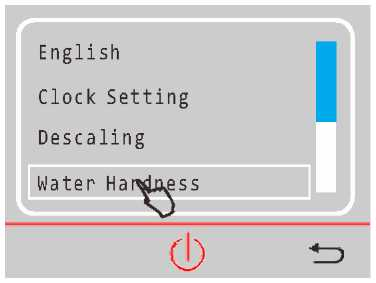 English
Clock Setting
Descaling
Water Hardness